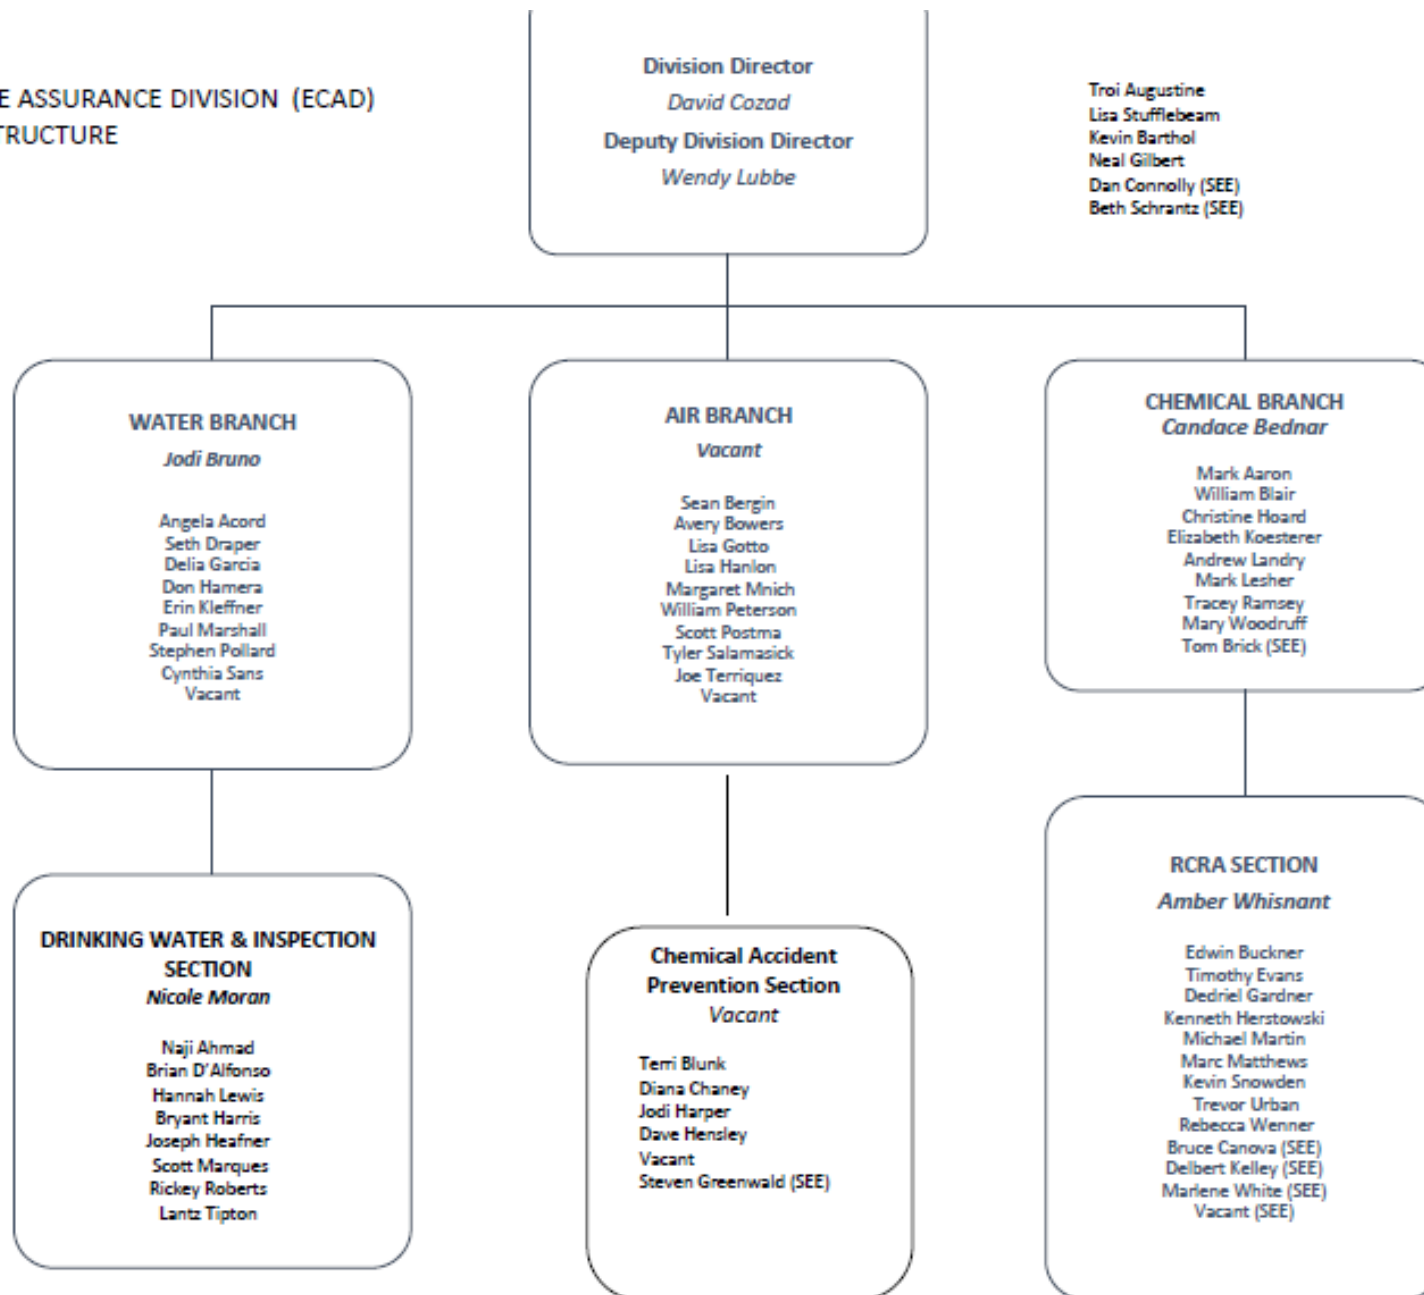 E ASSURANCE DIVISION (ECAD)
TRUCTURE
Division Director
David Cozad
Deputy Division Director
Wendy Lubbe
Troi Augustine
Lisa Stufflebeam
Kevin Barthol
Neal Gilbert
Dan Connolly (SEE)
Beth Schrantz (SEE)
WATER BRANCH
Jodi Bruno
Angela Acord
Seth Draper
Delia Garcia
Don Hamera
Erin Kleffner
Paul Marshall
Stephen Pollard
Cynthia Sans
Vacant
AIR BRANCH
Vacant
Sean Bergin
Avery Bowers
Lisa Gotto
Lisa Hanlon
Margaret Mnich
William Peterson
Scott Postma
Tyler Salamasick
Joe Terriquez
Vacant
CHEMICAL BRANCH
Candace Bednar
Mark Aaron
William Blair
Christine Hoard
Elizabeth Koesterer
Andrew Landry
Mark Lesher
Tracey Ramsey
Mary Woodruff
Tom Brick (SEE)
DRINKING WATER & INSPECTION
SECTION
Nicole Moran
Naji Ahmad
Brian D'Alfonso
Hannah Lewis
Bryant Harris
Joseph Heafner
Scott Marques
Rickey Roberts
Lantz Tipton
Chemical Accident
Prevention Section
Vacant
Terri Blunk
Diana Chaney
Jodi Harper
Dave Hensley
Vacant
Steven Greenwald (SEE)
RCRA SECTION
Amber Whisnant
Edwin Buckner
Timothy Evans
Dedriel Gardner
Kenneth Herstowski
Michael Martin
Marc Matthews
Kevin Snowden
Trevor Urban
Rebecca Wenner
Bruce Canova (SEE)
Delbert Kelley (SEE)
Marlene White (SEE)
Vacant (SEE)